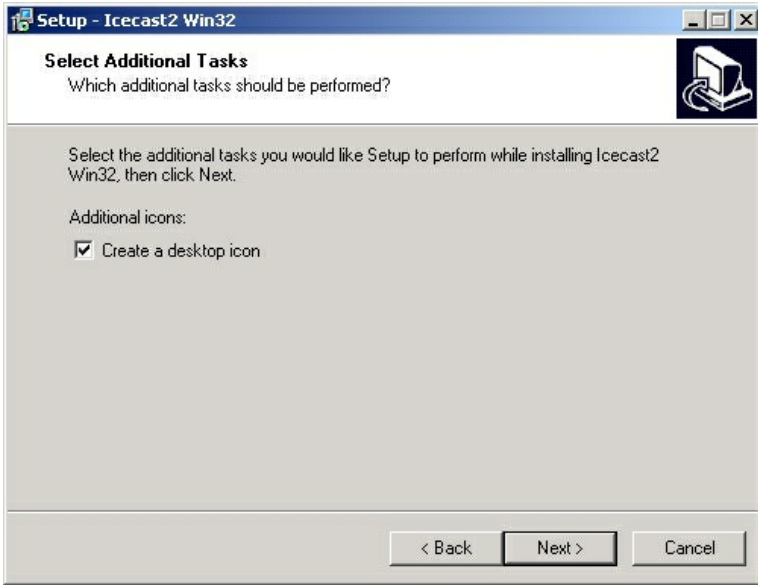 Setup - Icecast2 Win32
Select Additional Tasks
Which additional tasks should be performed?
Select the additional tasks you would like Setup to perform while installing Icecast2
Win32, then click Next.
Additional icons:
Create a desktop icon
< Back
Next >
Cancel